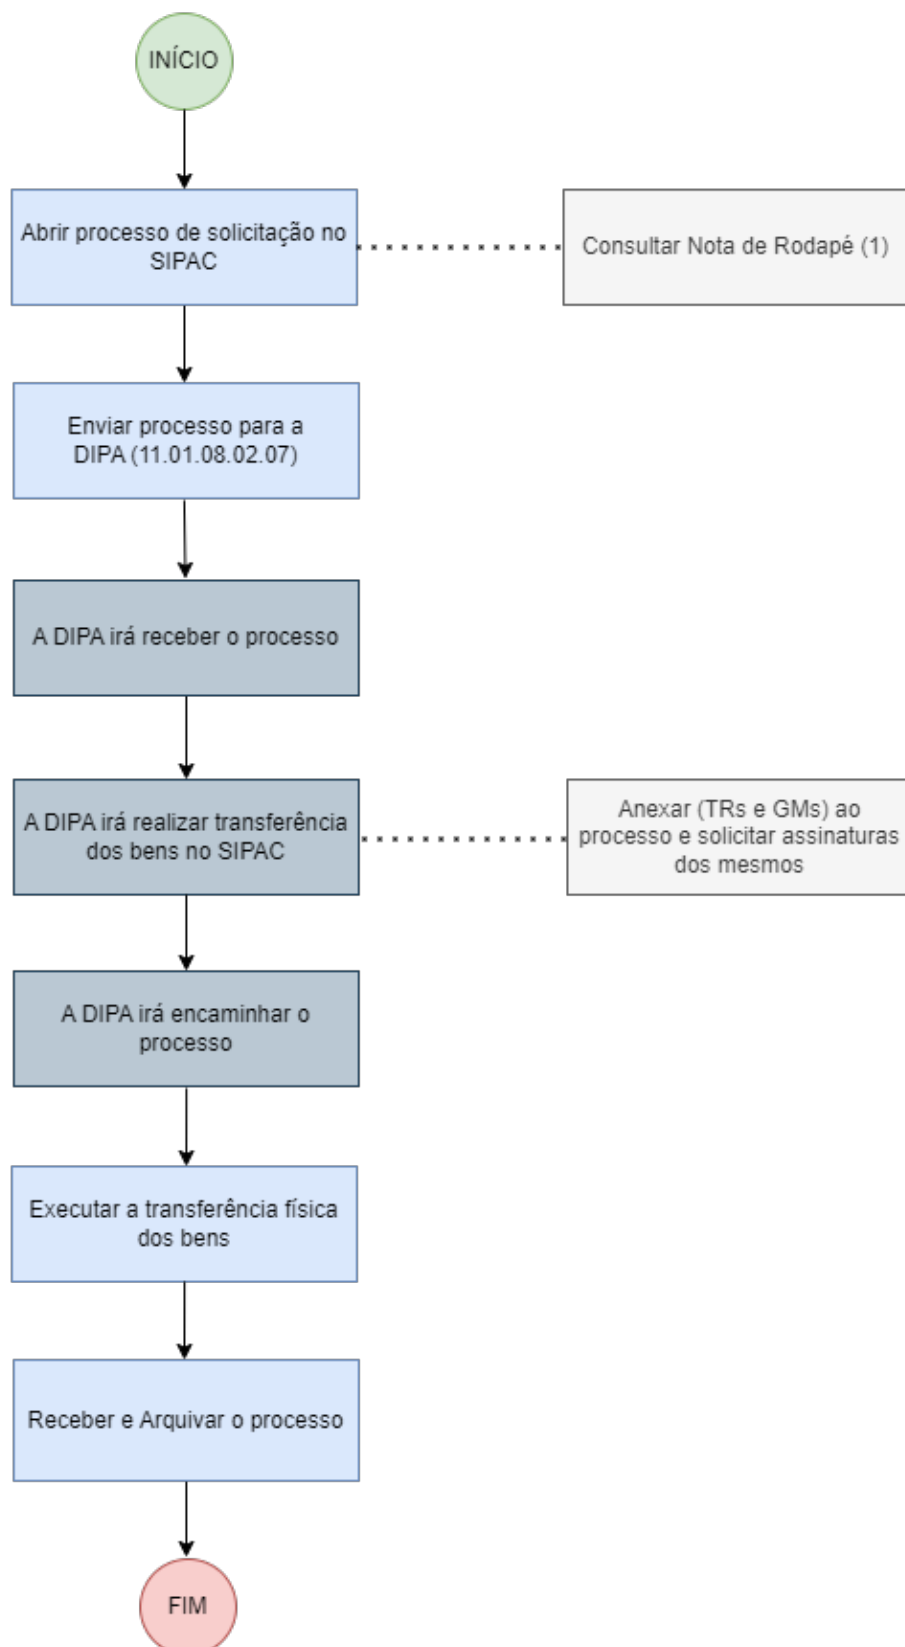 INÍCIO
Abrir processo de solicitação no
SIPAC
Consultar Nota de Rodapé (1)
Enviar processo para a
DIPA (11.01.08.02.07)
A DIPA irá receber o processo
A DIPA irá realizar transferência
dos bens no SIPAC
Anexar (TRs e GMs) ao
processo e solicitar assinaturas
dos mesmos
A DIPA irá encaminhar o
processo
Executar a transferência física
dos bens
Receber e Arquivar o processo
FIM